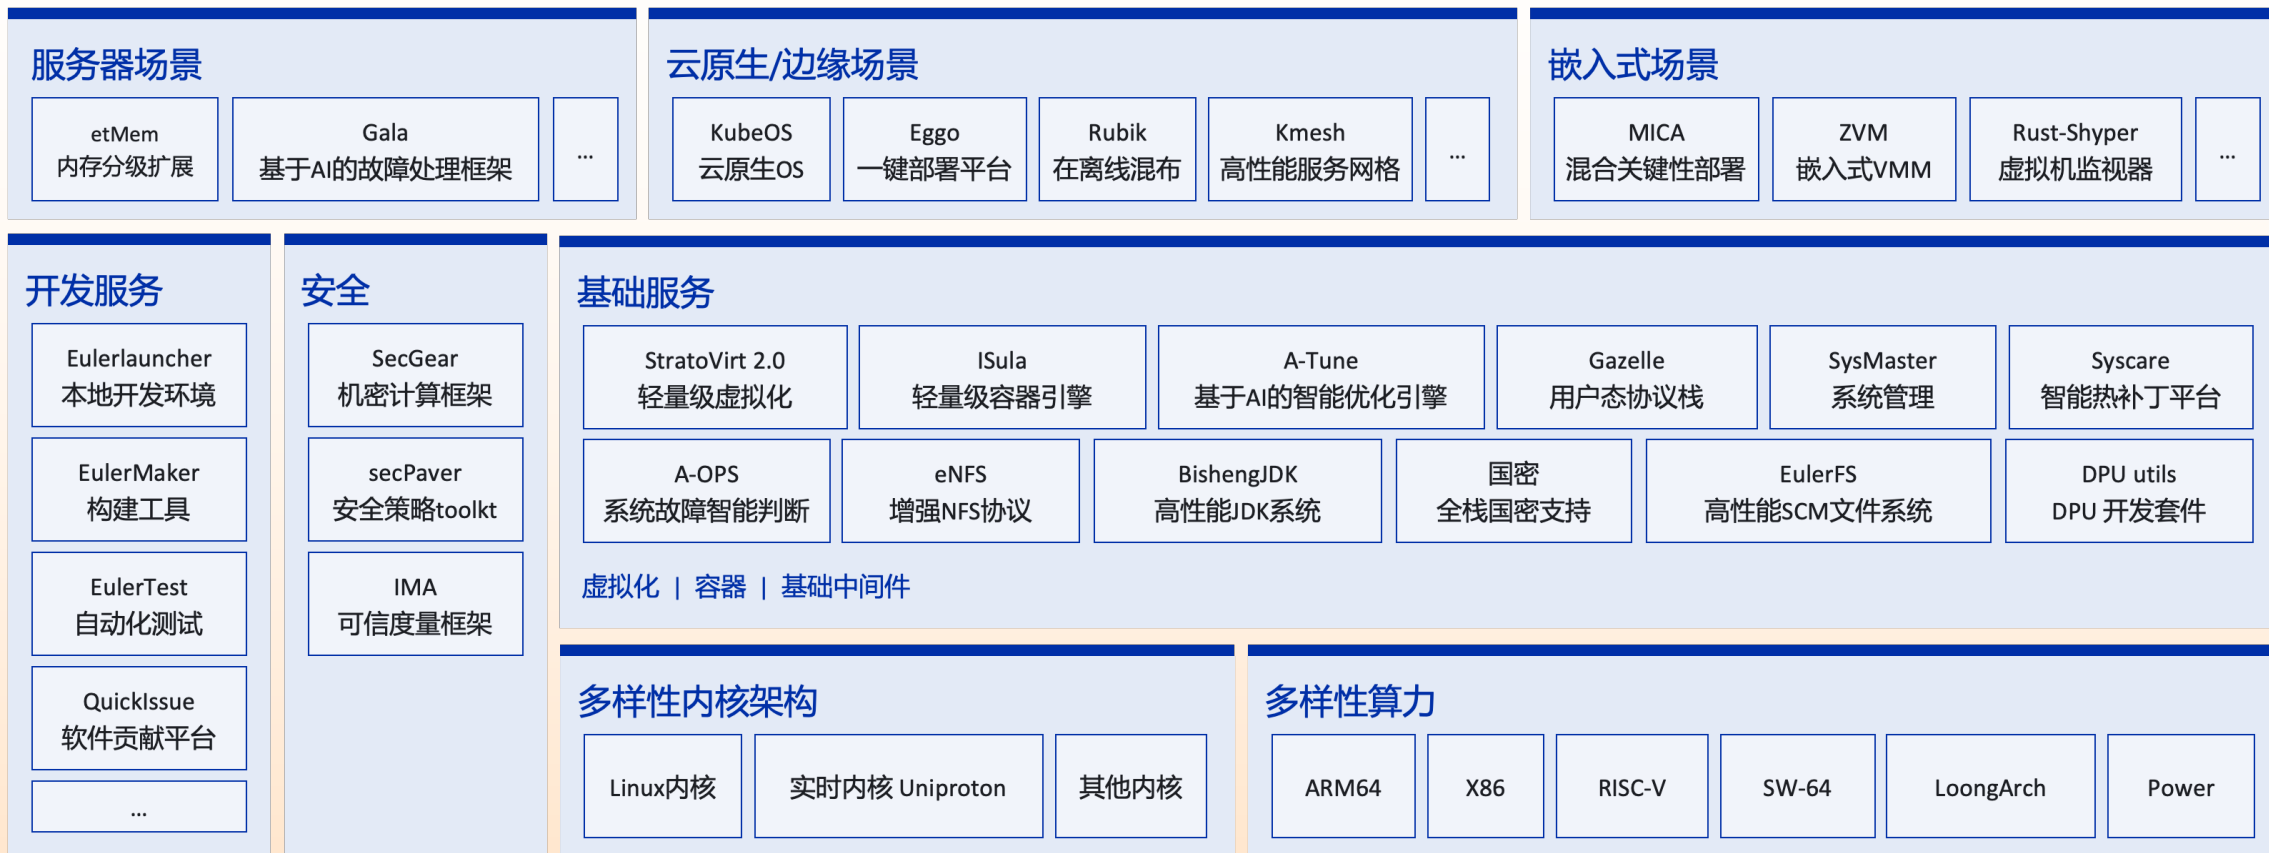 服务器场景
etMem
内存分级扩展
Gala
基于AI的故障处理框架
...
云原生/边缘场景
KubeOS
云原生OS
Eggo
一键部署平台
Rubik
在离线混布
Kmesh
高性能服务网格
...
嵌入式场景
MICA
混合关键性部署
ZVM
嵌入式VMM
Rust-Shyper
虚拟机监视器
...
开发服务
Eulerlauncher
本地开发环境
EulerMaker
构建工具
EulerTest
自动化测试
QuickIssue
软件贡献平台
...
安全
SecGear
机密计算框架
secPaver
安全策略toolkt
IMA
可信度量框架
基础服务
StratoVirt 2.0
轻量级虚拟化
ISula
轻量级容器引擎
A-Tune
基于AI的智能优化引擎
Gazelle
用户态协议栈
SysMaster
系统管理
Syscare
智能热补丁平台
A-OPS
系统故障智能判断
eNFS
增强NFS协议
BishengJDK
高性能JDK系统
国密
全栈国密支持
EulerFS
高性能SCM文件系统
DPU utils
DPU 开发套件
虚拟化 | 容器 | 基础中间件
多样性内核架构
Linux内核
实时内核 Uniproton
其他内核
多样性算力
ARM64
X86
RISC-V
SW-64
LoongArch
Power